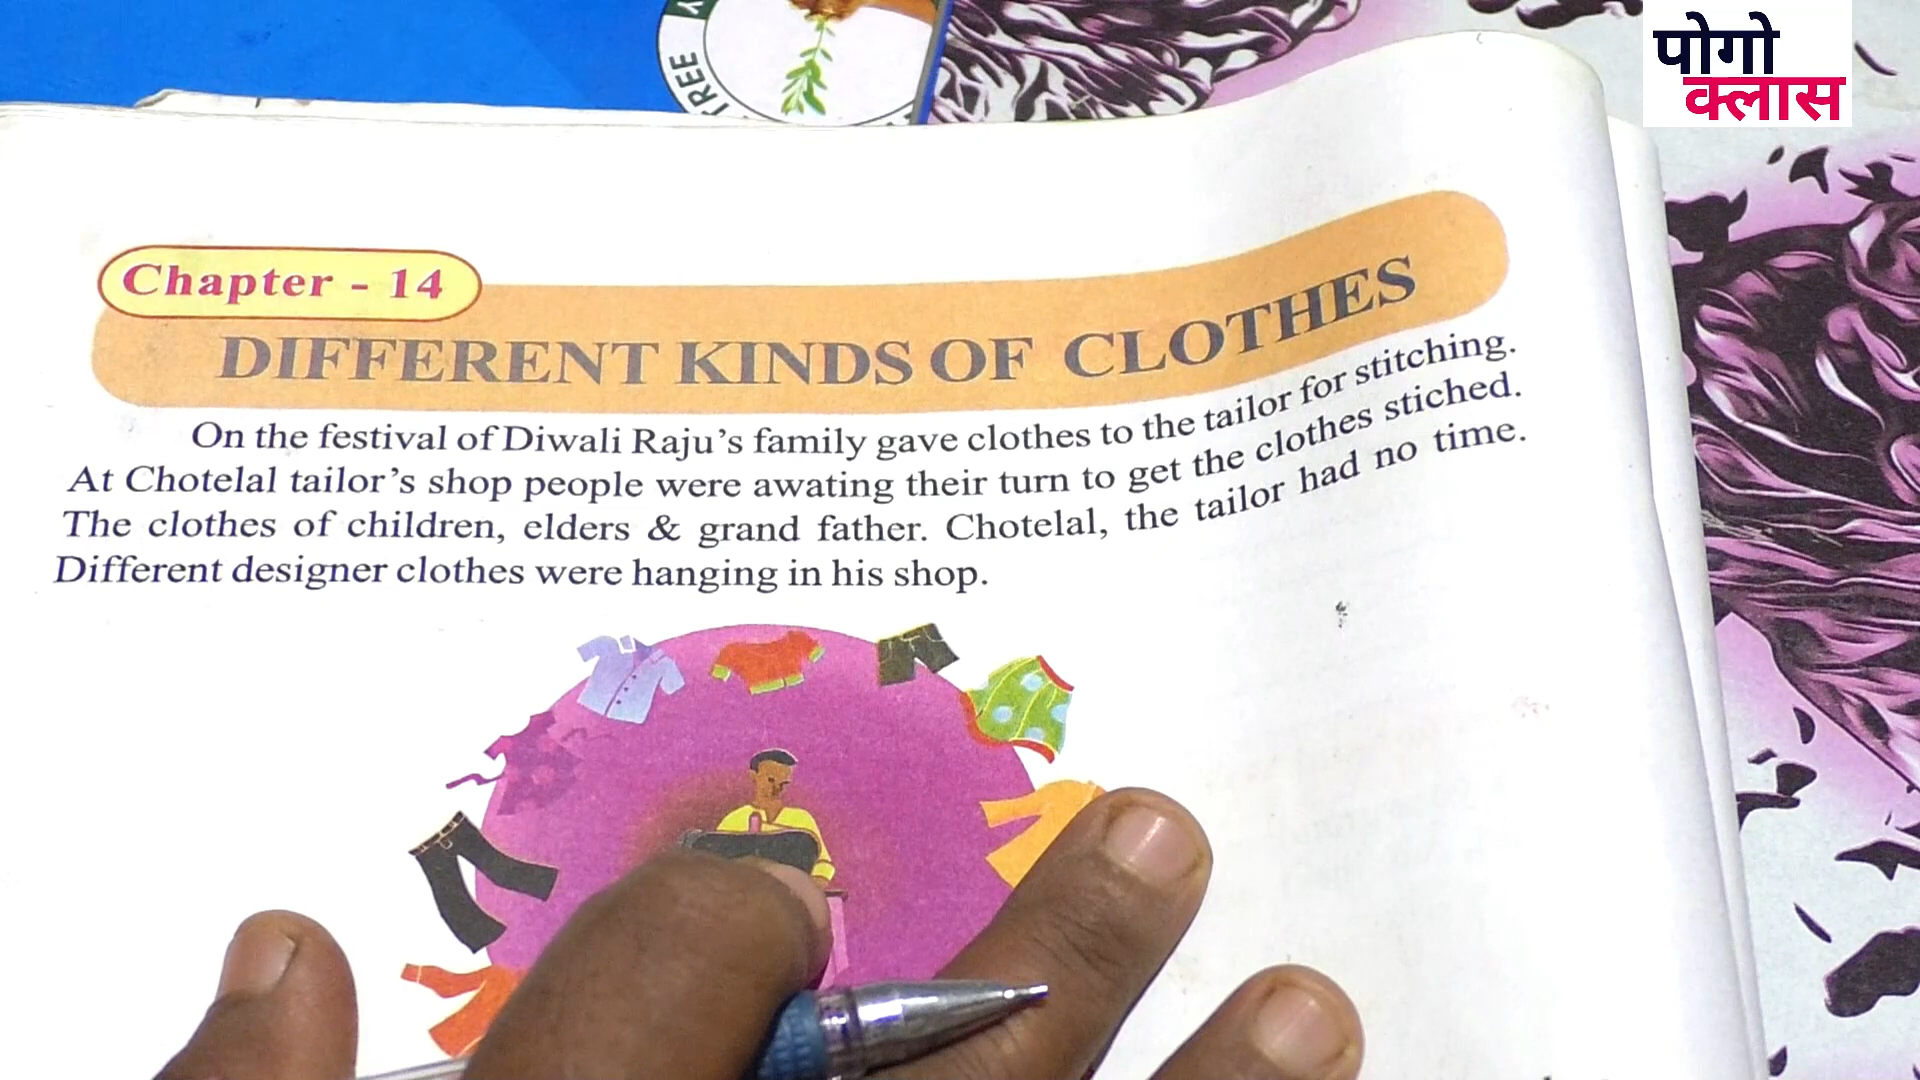 TREE
पोगो
क्लास
Chapter - 14
DIFFERENT KINDS OF CLOTHES
On the festival of Diwali Raju's family gave clothes to the tailor for stitching.
At Chotelal tailor's shop people were awating their turn to get the clothes stiched.
The clothes of children, elders & grand father. Chotelal, the tailor had no time.
Different designer clothes were hanging in his shop.